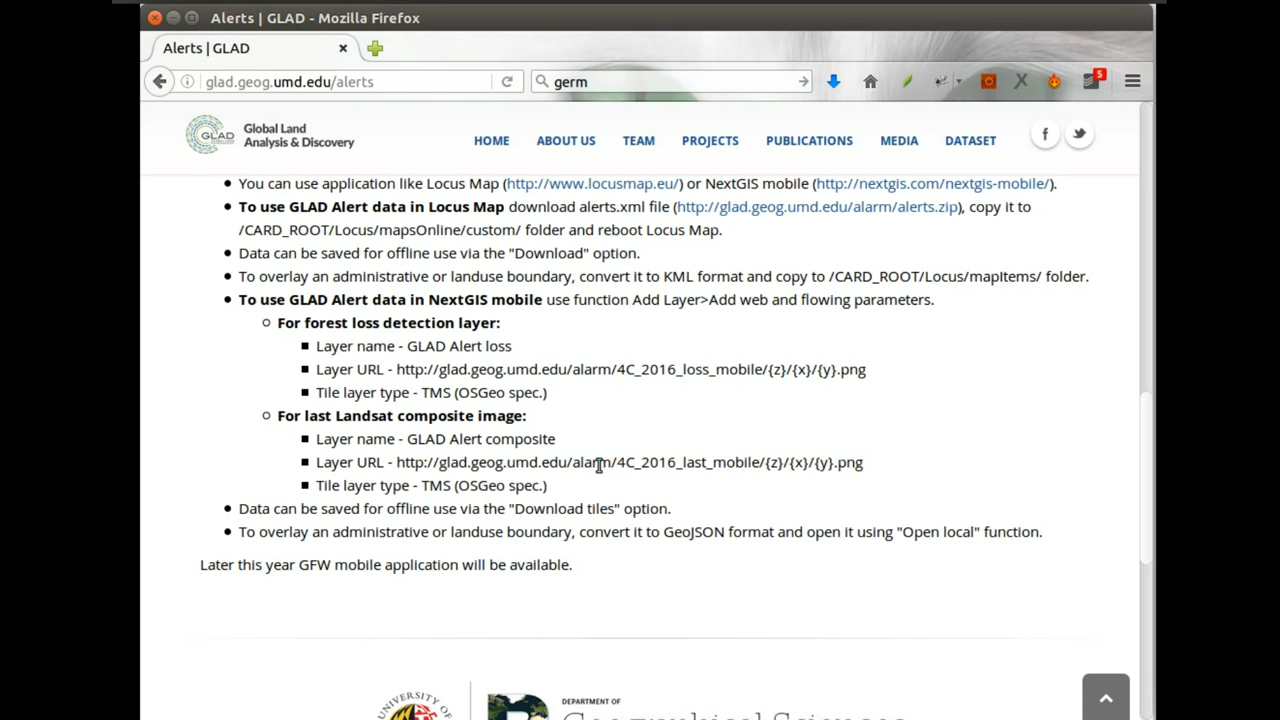 Alerts | GLAD - Mozilla Firefox
Alerts | GLAD
glad.geog.umd.edu/alerts
germ
5
GLAD
Global Land
Analysis & Discovery
HOME ABOUT US TEAM PROJECTS PUBLICATIONS MEDIA DATASET
You can use application like Locus Map (http://www.locusmap.eu/) or NextGIS mobile (http://nextgis.com/nextgis-mobile/).
To use GLAD Alert data in Locus Map download alerts.xml file (http://glad.geog.umd.edu/alarm/alerts.zip), copy it to
/CARD_ROOT/Locus/mapsOnline/custom/ folder and reboot Locus Map.
Data can be saved for offline use via the "Download" option.
To overlay an administrative or landuse boundary, convert it to KML format and copy to /CARD_ROOT/Locus/mapItems/ folder.
To use GLAD Alert data in NextGIS mobile use function Add Layer>Add web and flowing parameters.
For forest loss detection layer:
Layer name - GLAD Alert loss
Layer URL - http://glad.geog.umd.edu/alarm/4C_2016_loss_mobile/{z}/{x}/{y}.png
Tile layer type - TMS (OSGeo spec.)
For last Landsat composite image:
Layer name - GLAD Alert composite
Layer URL - http://glad.geog.umd.edu/alarm/4C_2016_last_mobile/{z}/{x}/{y}.png
Tile layer type - TMS (OSGeo spec.)
Data can be saved for offline use via the "Download tiles" option.
To overlay an administrative or landuse boundary, convert it to GeoJSON format and open it using "Open local" function.
Later this year GFW mobile application will be available.
UNIVERSITY OF
DEPARTMENT OF
Geographical Sciences